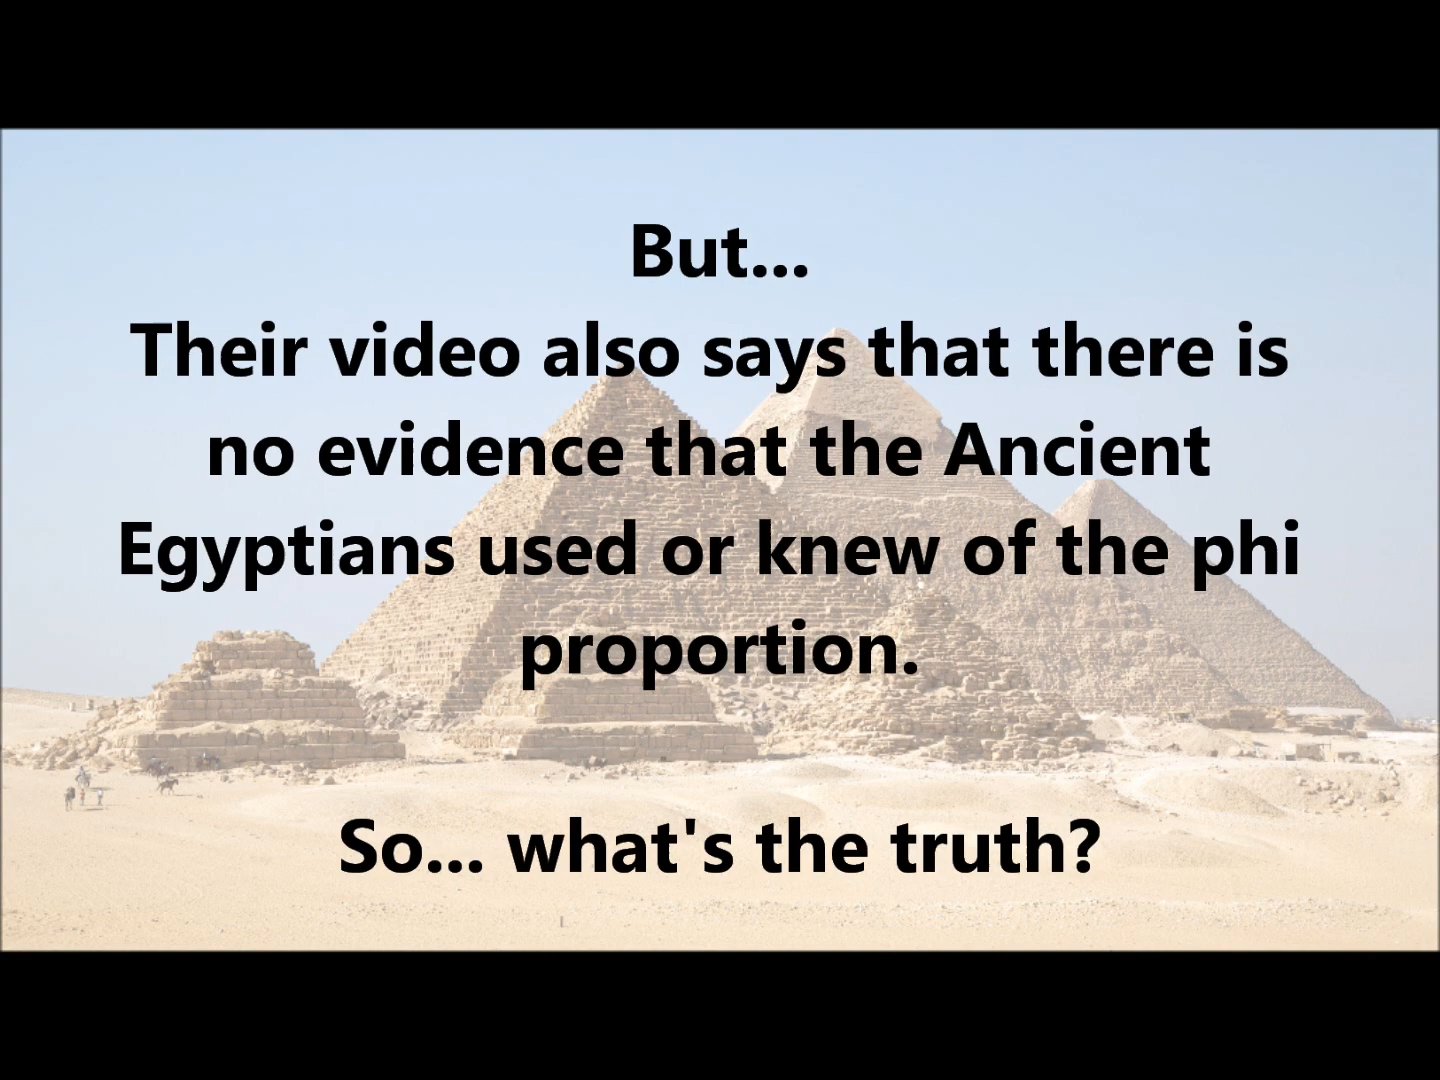 But...
Their video also says that there is
no evidence that the Ancient
Egyptians used or knew of the phi
proportion.
So... what's the truth?